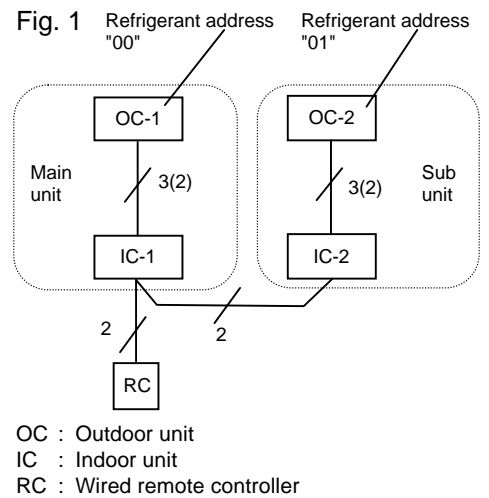 Fig. 1
Refrigerant address
"00"
Refrigerant address
"01"
OC-1
OC-2
Main
unit
3(2)
3(2)
Sub
unit
IC-1
IC-2
2
2
RC
OC : Outdoor unit
IC : Indoor unit
RC : Wired remote controller